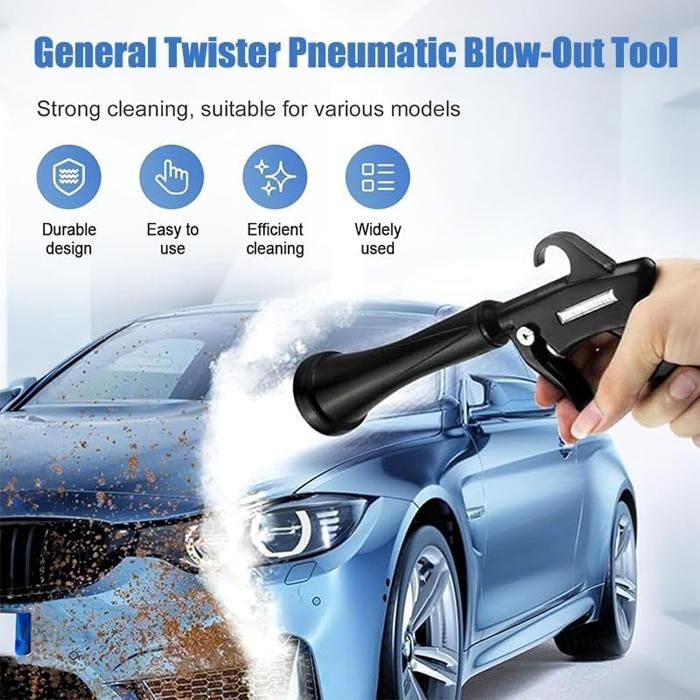 General Twister Pneumatic Blow-Out Tool
Strong cleaning, suitable for various models
Durable
design
Easy to
use
Efficient
cleaning
Widely
used